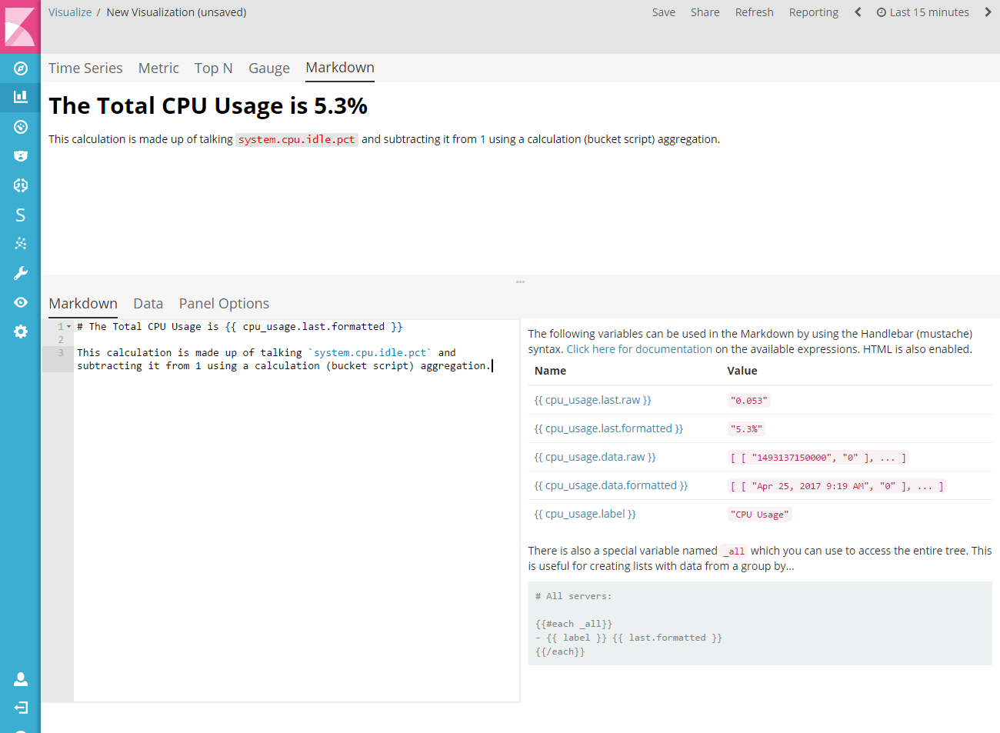 Visualize / New Visualization (unsaved)
Save Share Refresh Reporting Last 15 minutes
Time Series Metric Top N Gauge Markdown
The Total CPU Usage is 5.3%
This calculation is made up of talking system.cpu.idle.pct and subtracting it from 1 using a calculation (bucket script) aggregation.
S
Markdown Data Panel Options
1 # The Total CPU Usage is {{ cpu_usage.last.formatted }}
2
3 This calculation is made up of talking `system.cpu.idle.pct` and
subtracting it from 1 using a calculation (bucket script) aggregation.
The following variables can be used in the Markdown by using the Handlebar (mustache)
syntax. Click here for documentation on the available expressions. HTML is also enabled.
Name Value
{{ cpu_usage.last.raw }} "0.053"
{{ cpu_usage.last.formatted }} "5.3%"
{{ cpu_usage.data.raw }} [ [ "1493137150000", "0" ], ... ]
{{ cpu_usage.data.formatted }} [ [ "Apr 25, 2017 9:19 AM", "0" ], ... ]
{{ cpu_usage.label }} "CPU Usage"
There is also a special variable named _all which you can use to access the entire tree. This
is useful for creating lists with data from a group by...
# All servers:
{{#each _all}}
- {{ label }} {{ last.formatted }}
{{/each}}